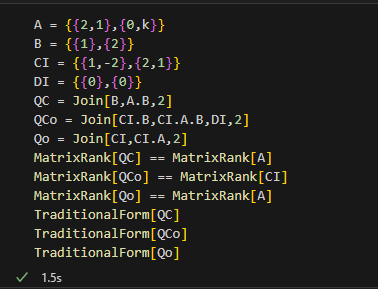 A = {{2,1},{0,k}}
B = {{1},{2}}
CI = {{1,-2},{2,1}}
DI = {{0},{0}}
QC = Join[B,A.B,2]
QCo = Join[CI.B,CI.A.B,DI,2]
Qo = Join[CI,CI.A,2]
MatrixRank[QC] == MatrixRank[A]
MatrixRank[QCo] == MatrixRank[CI]
MatrixRank[Qo] == MatrixRank[A]
TraditionalForm[QC]
TraditionalForm[QCo]
TraditionalForm[Qo]
✓ 1.5s